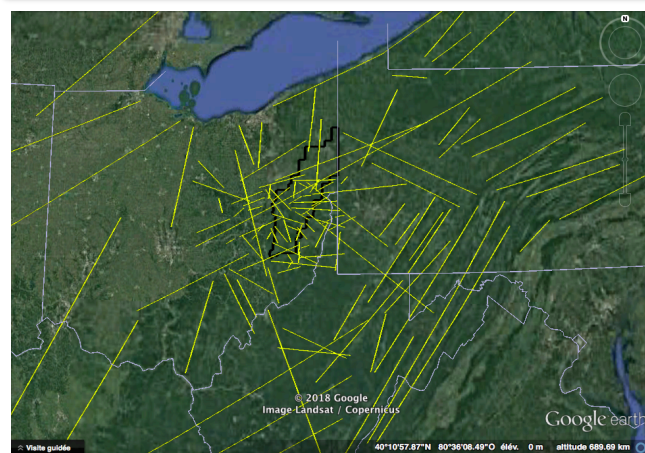 N
© 2018 Google
Image Landsat / Copernicus
Google earth
Visite guidée
40°10'57.87"N 80°36'08.49"O élév. 0 m altitude 689.69 km